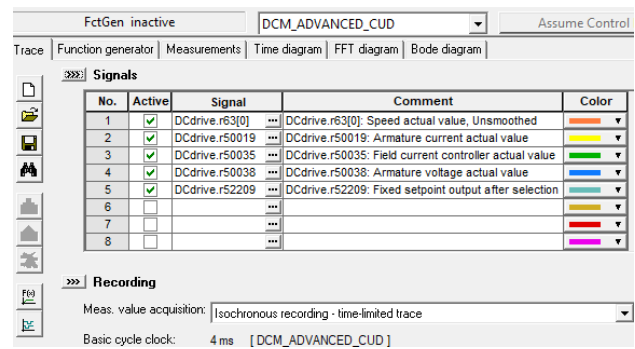 FctGen inactive DCM_ADVANCED_CUD Assume Control
Trace Function generator Measurements Time diagram FFT diagram Bode diagram
Signals
No. Active Signal Comment Color
1 DCdrive.r63[0] ... DCdrive.r63[0]: Speed actual value, Unsmoothed
2 DCdrive.r50019 ... DCdrive.r50019: Armature current actual value
3 DCdrive.r50035 ... DCdrive.r50035: Field current controller actual value
4 DCdrive.r50038 ... DCdrive.r50038: Armature voltage actual value
5 DCdrive.r52209 ... DCdrive.r52209: Fixed setpoint output after selection
6 ...
7 ...
8 ...
>>> Recording
Meas. value acquisition: Isochronous recording - time-limited trace
Basic cycle clock: 4 ms [ DCM_ADVANCED_CUD ]